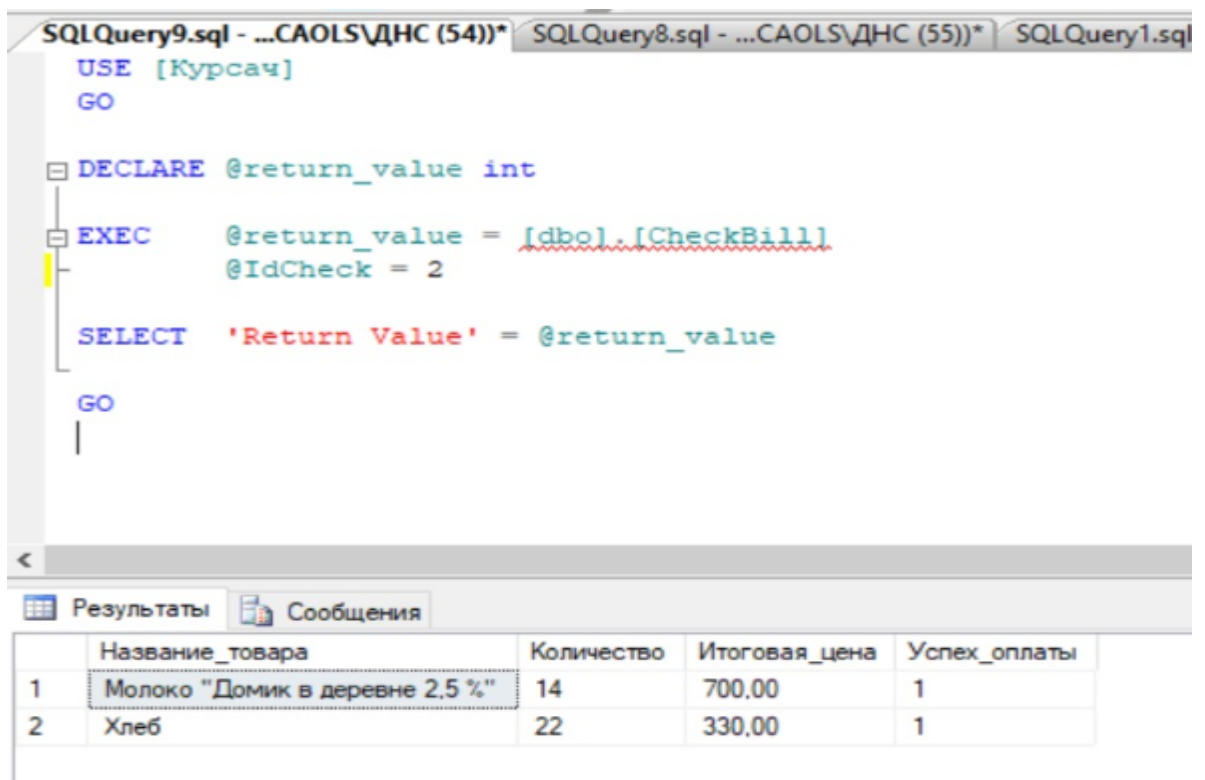 SQLQuery9.sql - ...CAOLS\ДНС (54))* SQLQuery8.sql - ...CAOLS\ДНС (55))* SQLQuery1.sql
USE [Курсач]
GO
DECLARE @return_value int
EXEC @return_value = [dbo].[CheckBill]
@IdCheck = 2
SELECT 'Return Value' = @return_value
GO
Результаты Сообщения
Название_товара Количество Итоговая_цена Успех_оплаты
1 Молоко "Домик в деревне 2,5 %" 14 700,00 1
2 Хлеб 22 330,00 1